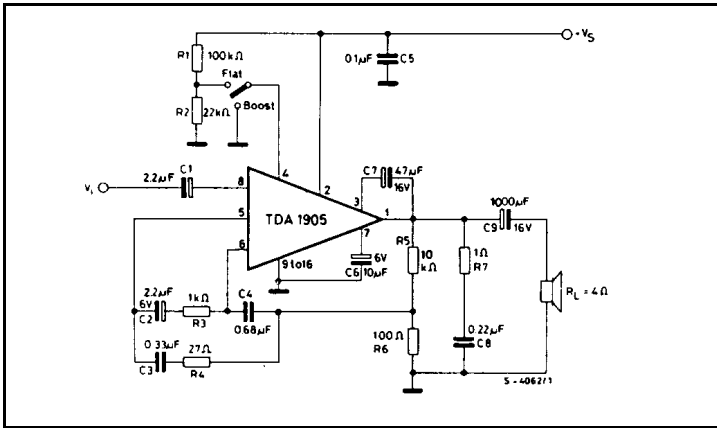 +VS
R1
100kΩ
0.1µF
C5
Flat
R2
22kΩ
Boost
Vi
2.2µF
C1
8
4
2
TDA 1905
5
6
9 to 16
3
1
7
C7
47µF
16V
6V
C6
10µF
1000µF
C9
16V
R5
10
kΩ
1Ω
R7
RL = 4Ω
2.2µF
6V
C2
1kΩ
R3
C4
0.68µF
0.33µF
C3
27Ω
R4
100Ω
R6
0.22µF
C8
S-4062/1